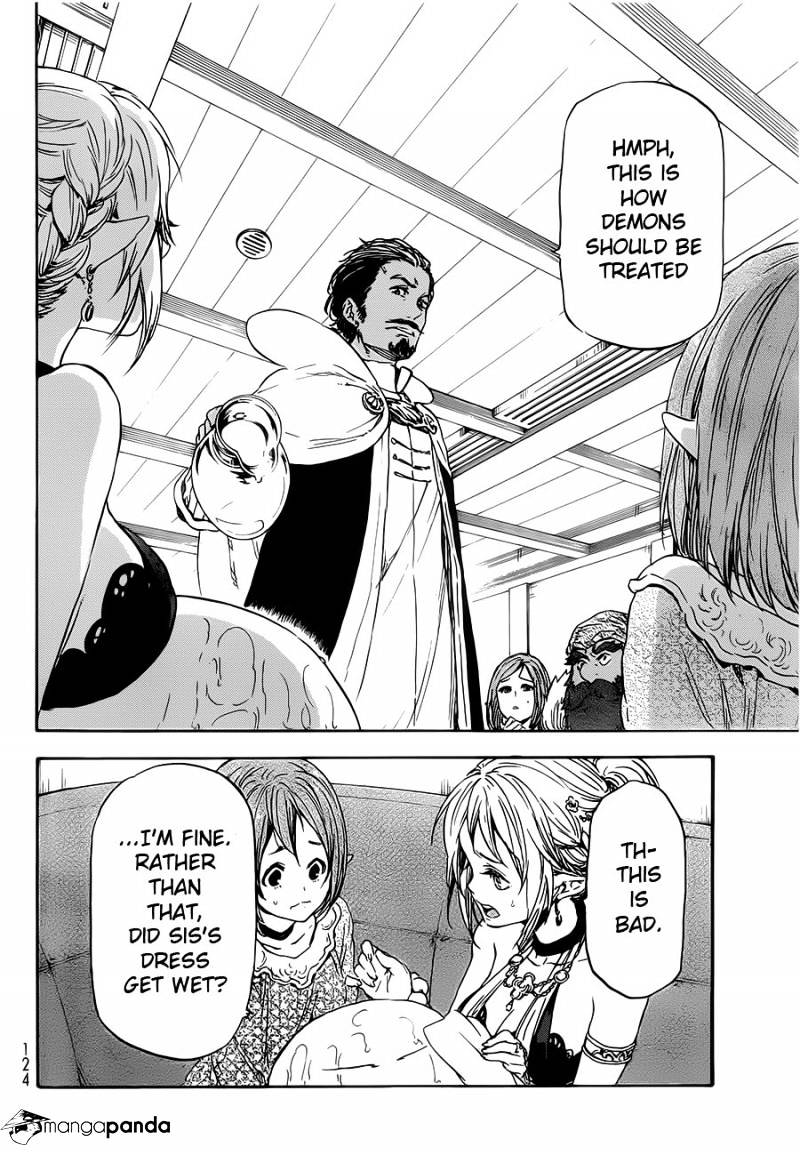 HMPH,
THIS IS
HOW
DEMONS
SHOULD BE
TREATED
TH-
THIS
IS
BAD.
...I'M FINE.
RATHER
THAN
THAT,
DID SIS'S
DRESS
GET WET?
124
mangapanda